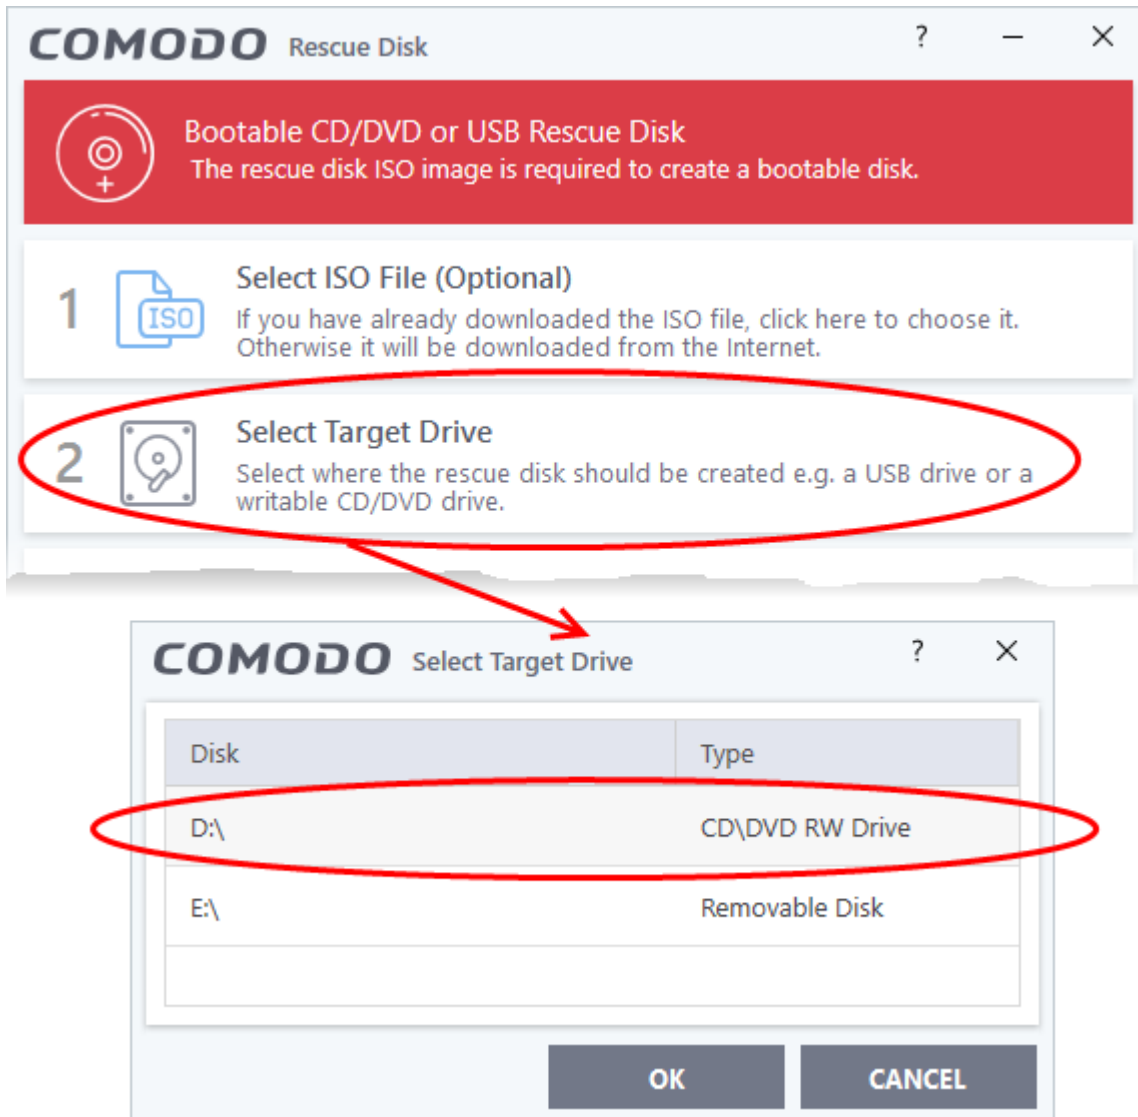 COMODO Rescue Disk ?
Bootable CD/DVD or USB Rescue Disk
The rescue disk ISO image is required to create a bootable disk.
1
ISO
Select ISO File (Optional)
If you have already downloaded the ISO file, click here to choose it.
Otherwise it will be downloaded from the Internet.
2
Select Target Drive
Select where the rescue disk should be created e.g. a USB drive or a
writable CD/DVD drive.
COMODO Select Target Drive ?
Disk Type
D:\ CD\DVD RW Drive
E:\ Removable Disk
OK CANCEL